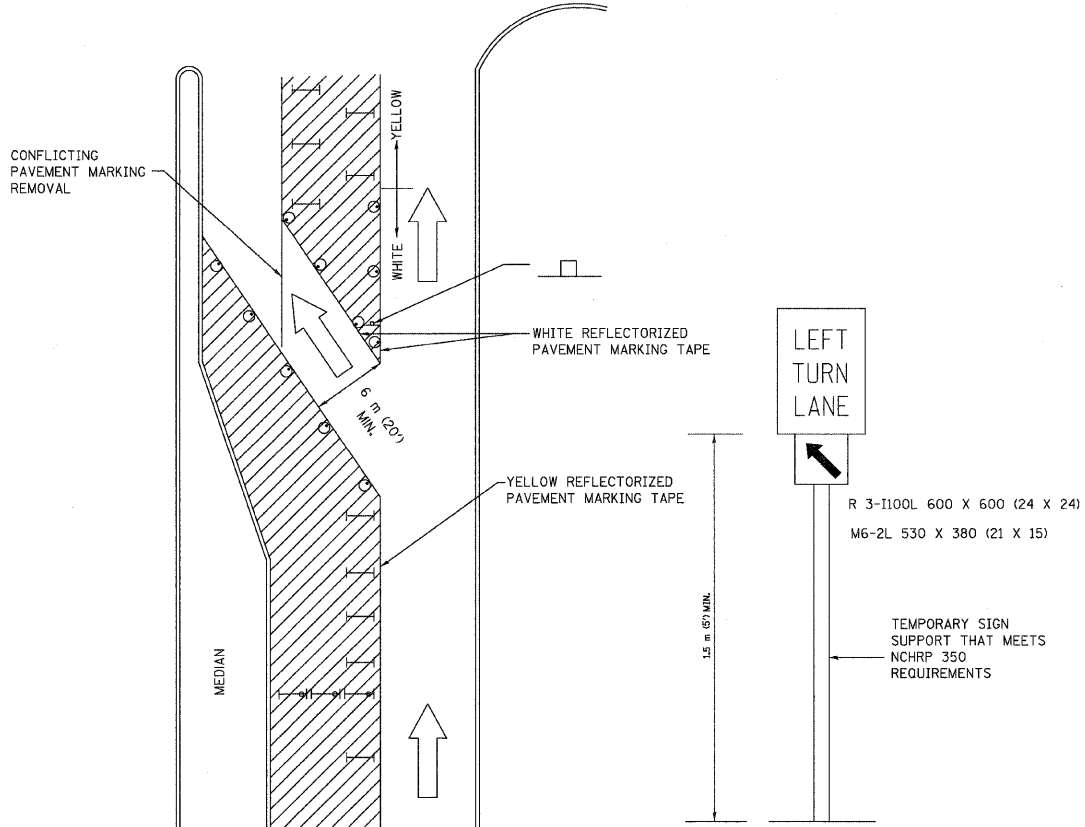 CONFLICTING
PAVEMENT MARKING
REMOVAL
YELLOW
WHITE
WHITE REFLECTORIZED
PAVEMENT MARKING TAPE
6 m (20')
MIN.
YELLOW REFLECTORIZED
PAVEMENT MARKING TAPE
MEDIAN
LEFT
TURN
LANE
R 3-I100L 600 X 600 (24 X 24)
M6-2L 530 X 380 (21 X 15)
1.5 m (5') MIN.
TEMPORARY SIGN
SUPPORT THAT MEETS
NCHRP 350
REQUIREMENTS